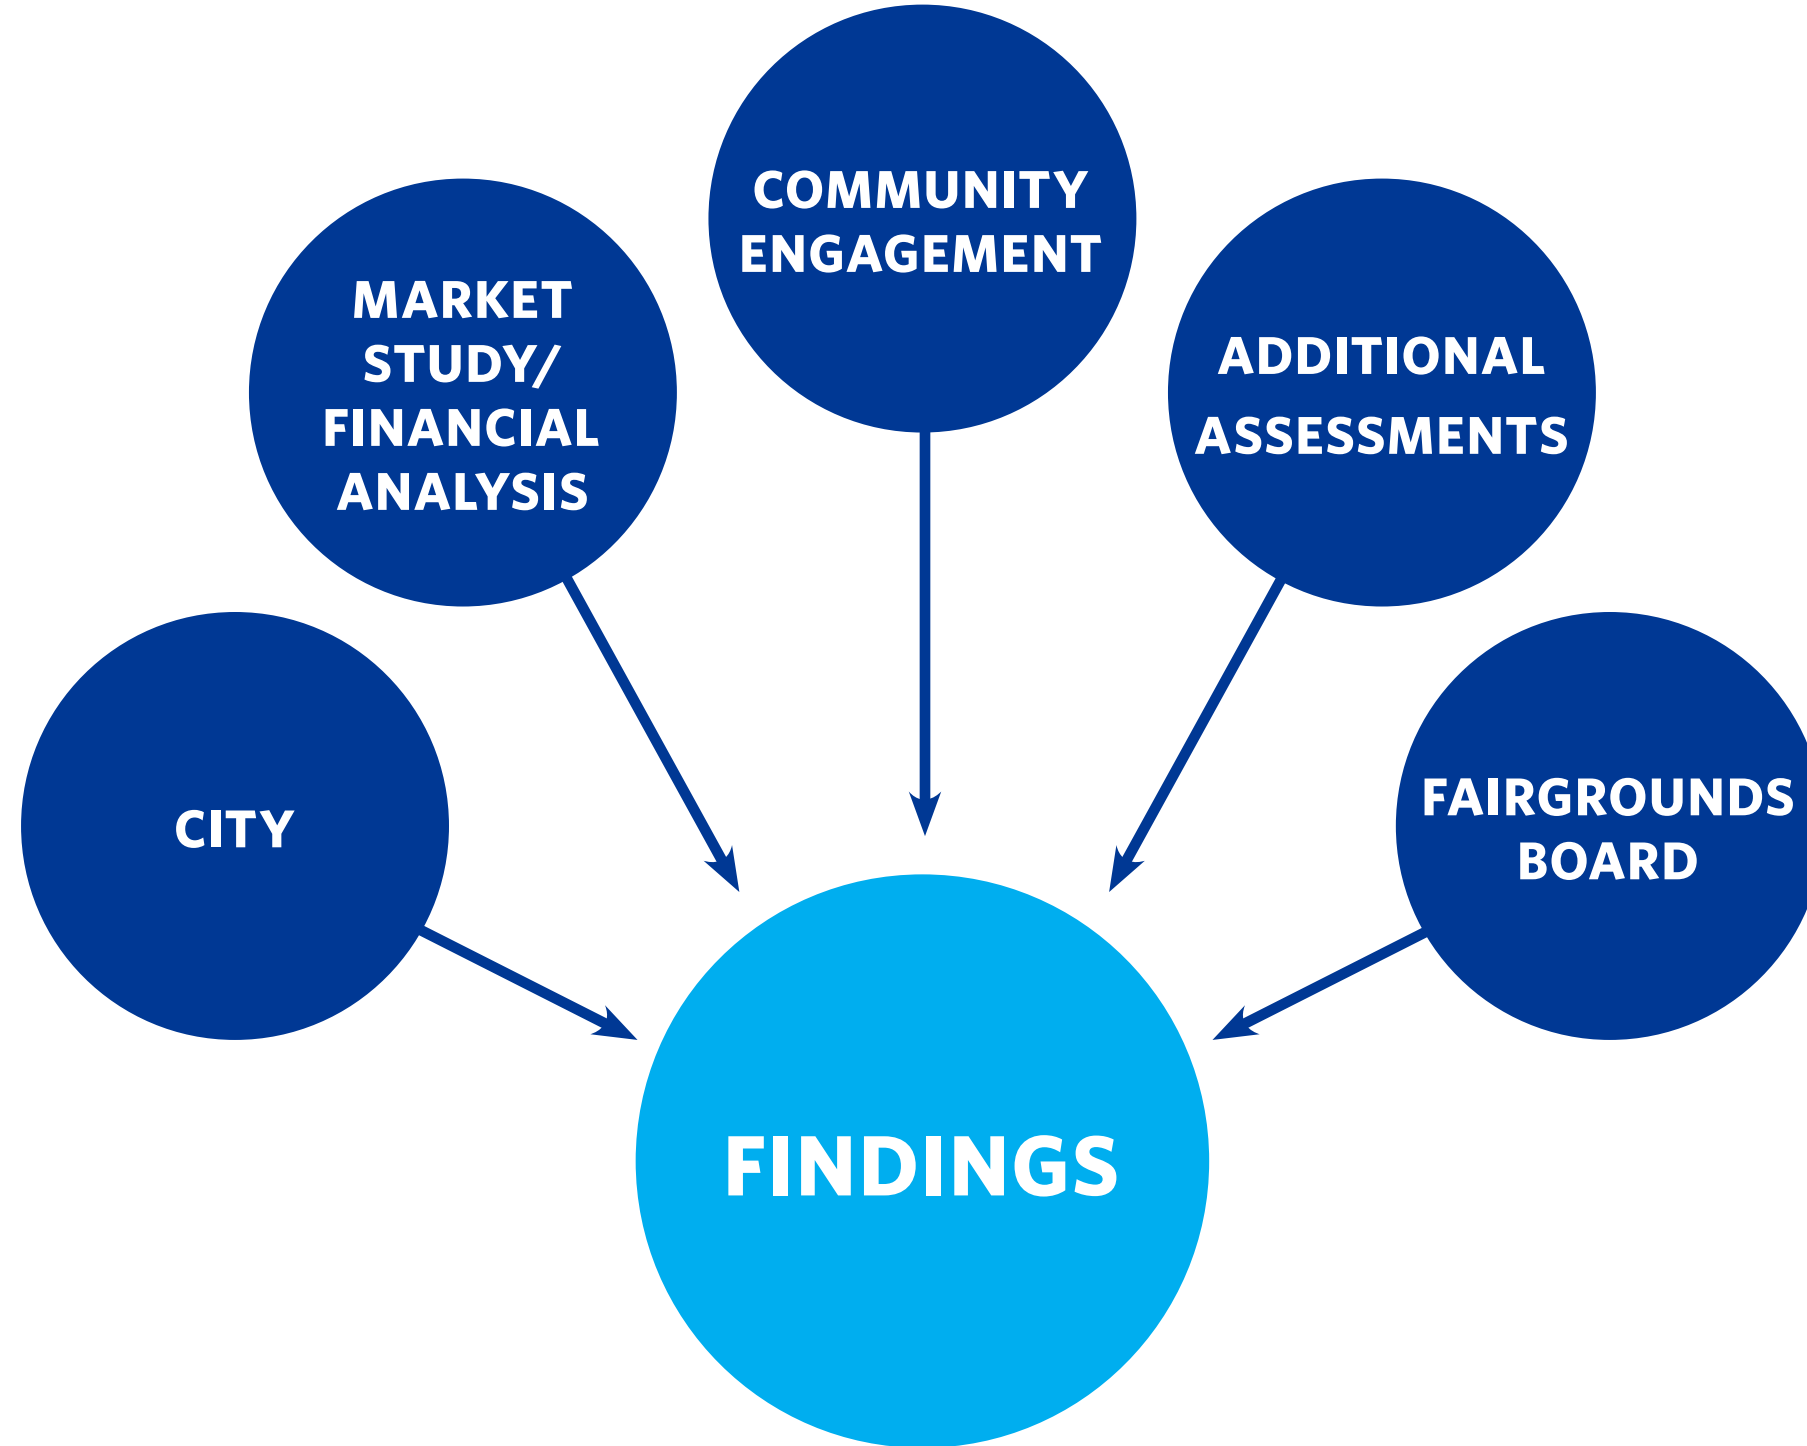 COMMUNITY
ENGAGEMENT
MARKET
STUDY/
FINANCIAL
ANALYSIS
ADDITIONAL
ASSESSMENTS
CITY
FAIRGROUNDS
BOARD
FINDINGS